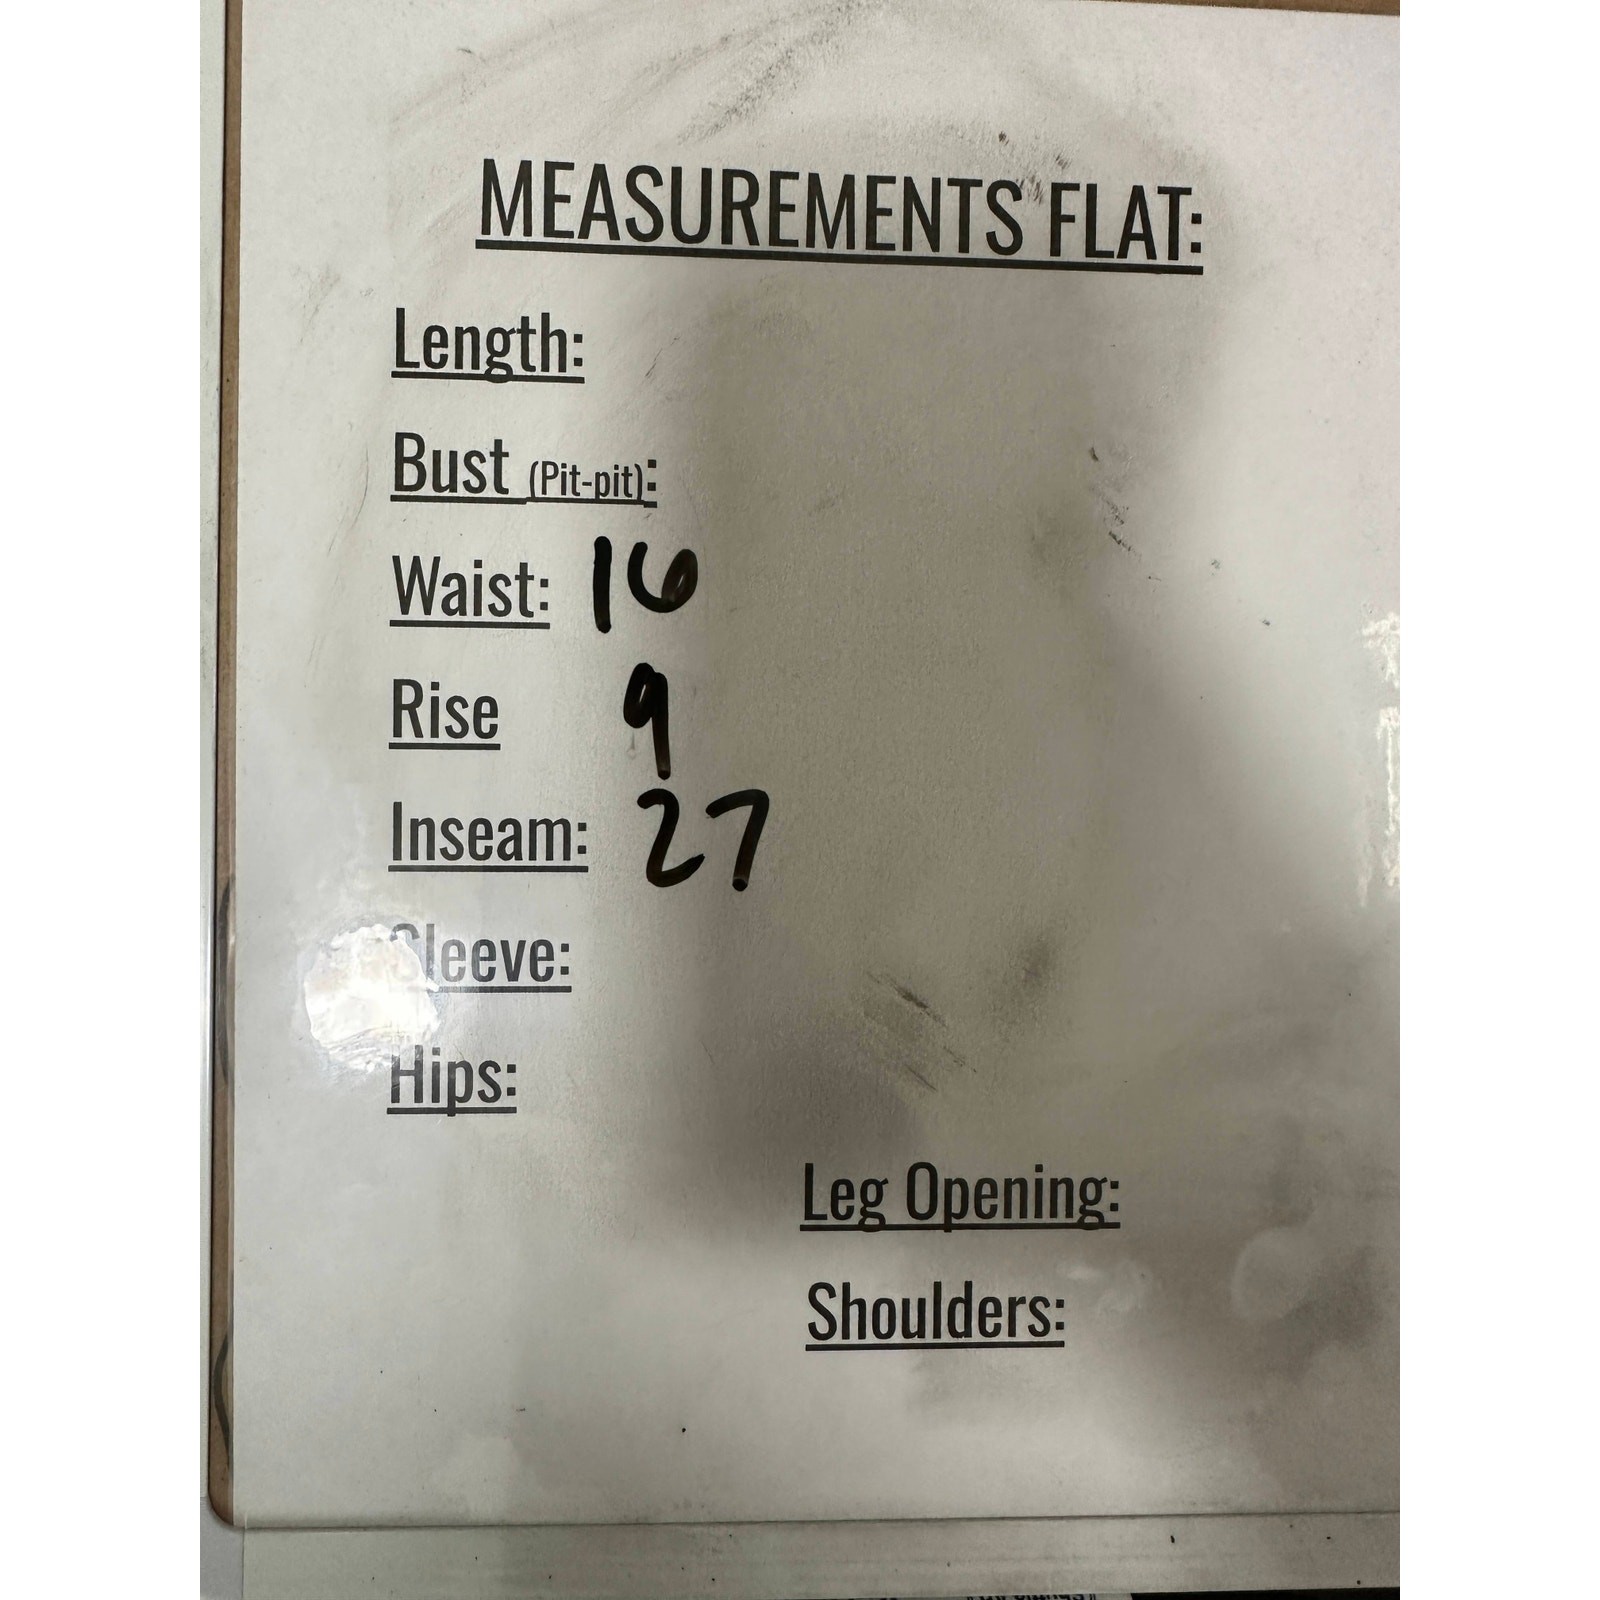 MEASUREMENTS FLAT:
Length:
Bust (Pit-pit):
Waist: 16
Rise 9
Inseam: 27
Sleeve:
Hips:
Leg Opening:
Shoulders: